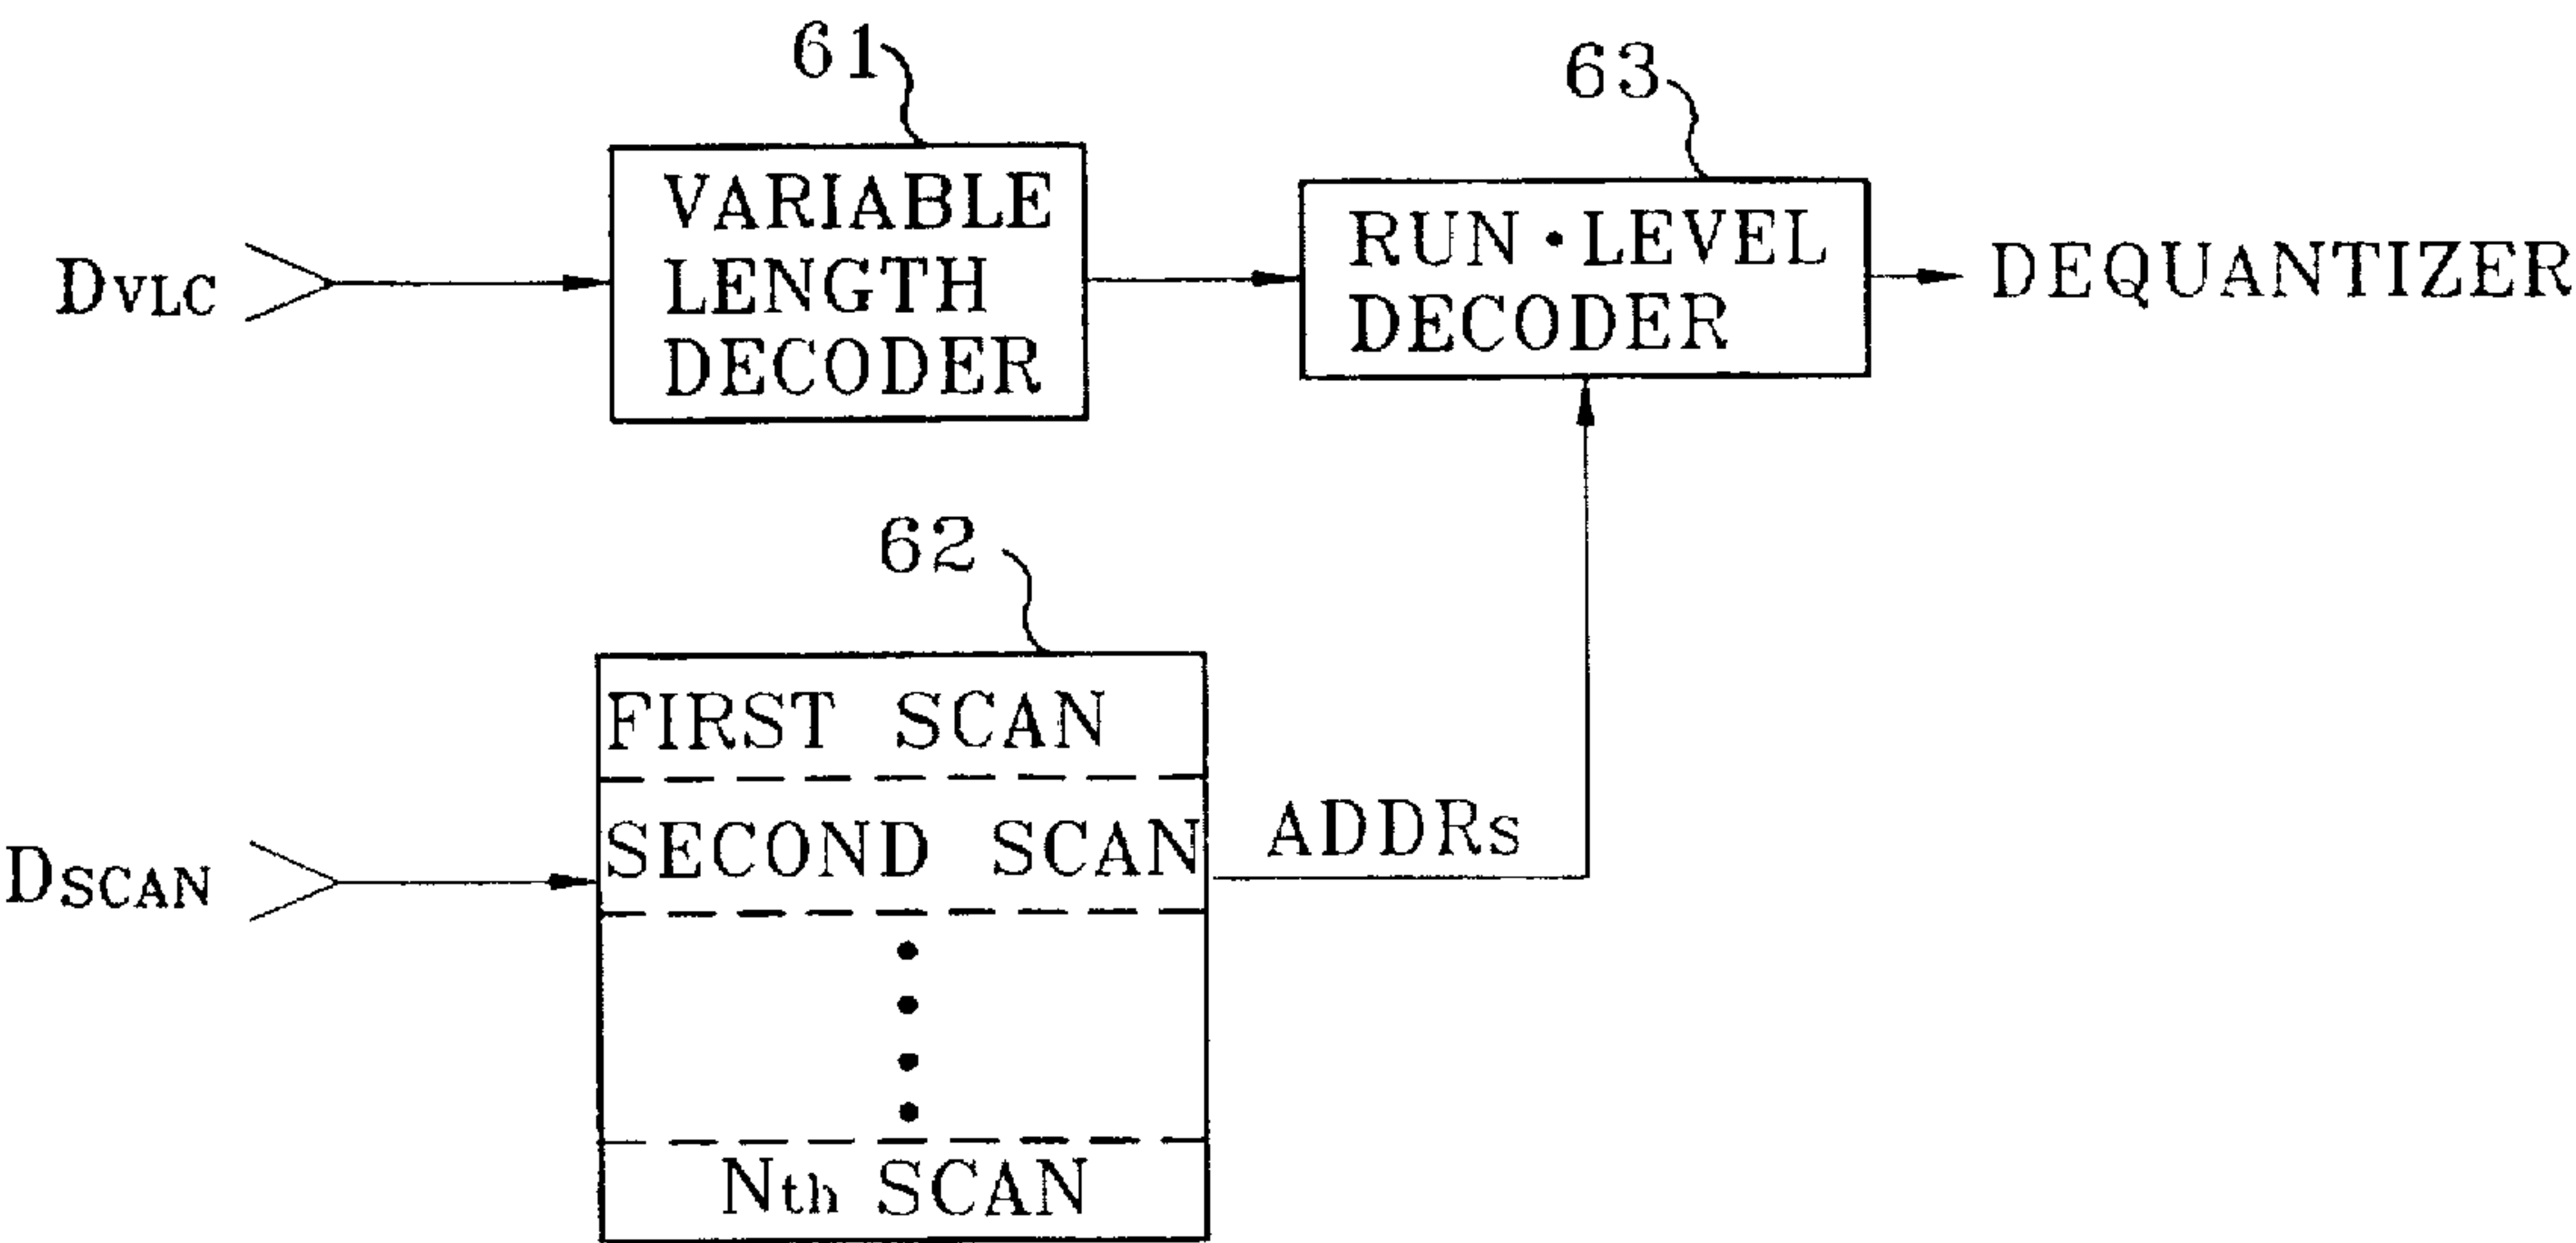 61
63
VARIABLE
LENGTH
DECODER
RUN・LEVEL
DECODER
DVLC
DEQUANTIZER
62
FIRST SCAN
SECOND SCAN
Nth SCAN
DSCAN
ADDRs